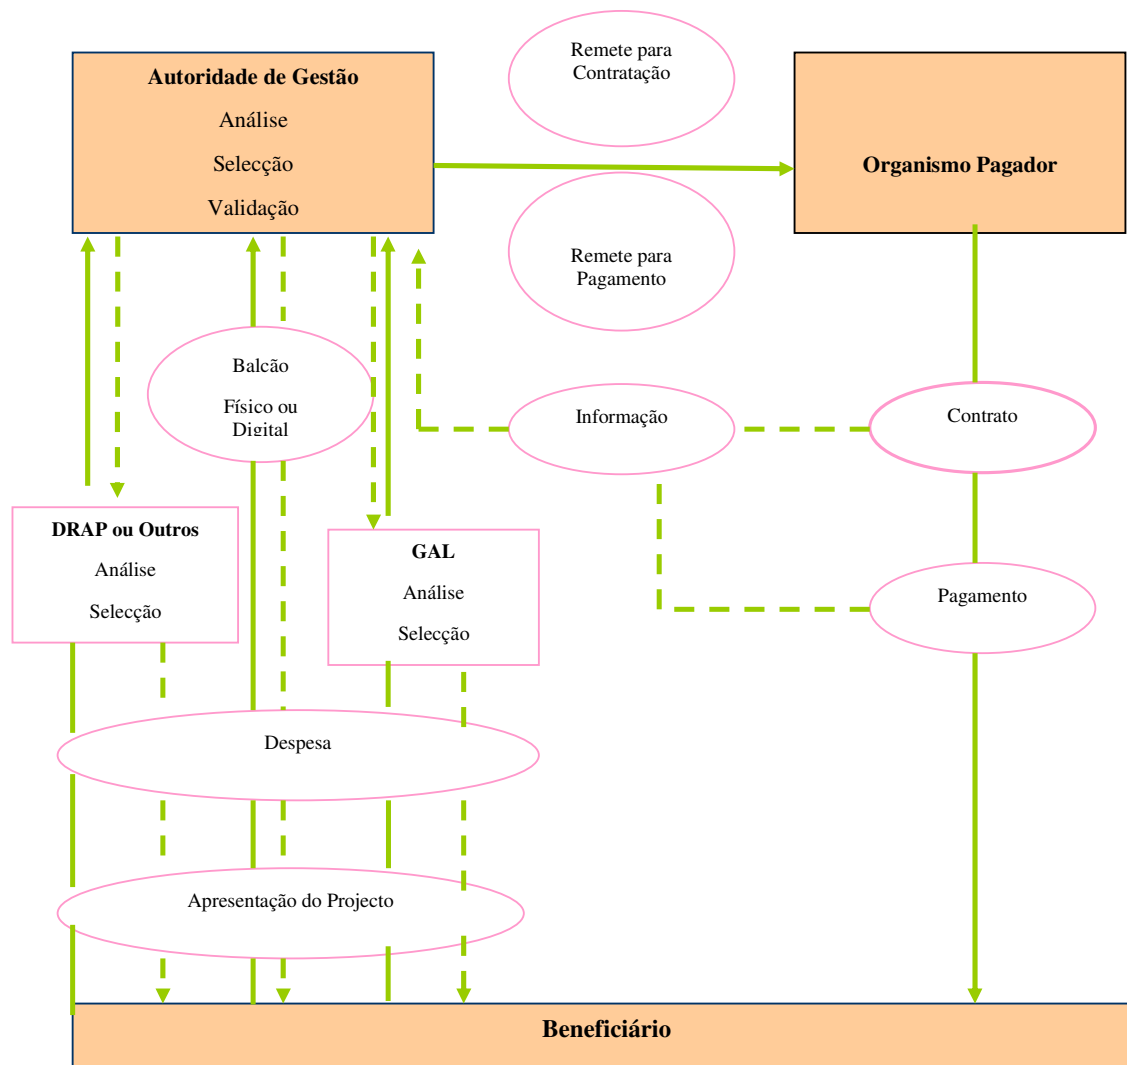 Remete para
Contratação
Autoridade de Gestão
Análise
Selecção
Validação
Organismo Pagador
Remete para
Pagamento
Balcão
Físico ou
Digital
Informação
Contrato
DRAP ou Outros
Análise
Selecção
GAL
Análise
Selecção
Pagamento
Despesa
Apresentação do Projecto
Beneficiário